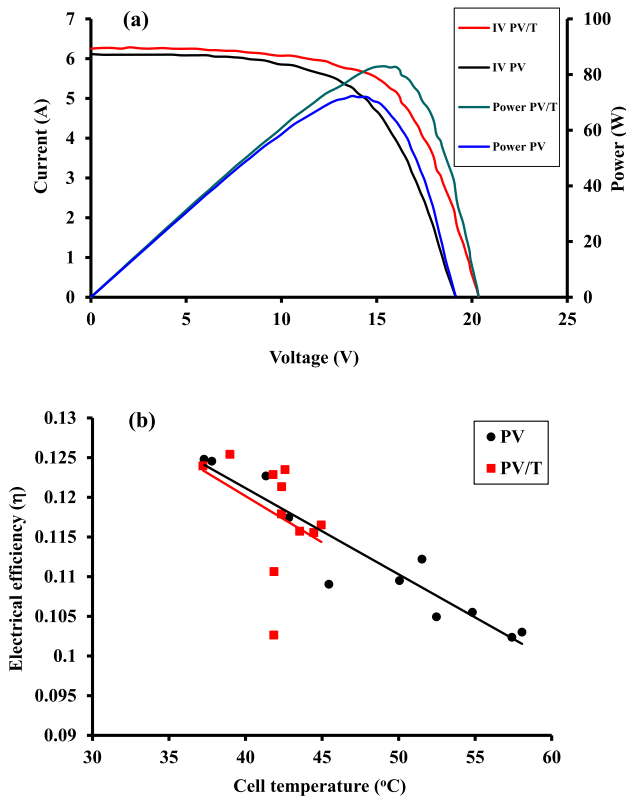 (a)
IV PV/T
IV PV
Power PV/T
Power PV
7
6
5
4
3
2
1
0
Current (A)
100
80
60
40
20
0
Power (W)
0 5 10 15 20 25
Voltage (V)
(b)
PV
PV/T
0.13
0.125
0.12
0.115
0.11
0.105
0.1
0.095
0.09
Electrical efficiency (η)
30 35 40 45 50 55 60
Cell temperature (ºC)